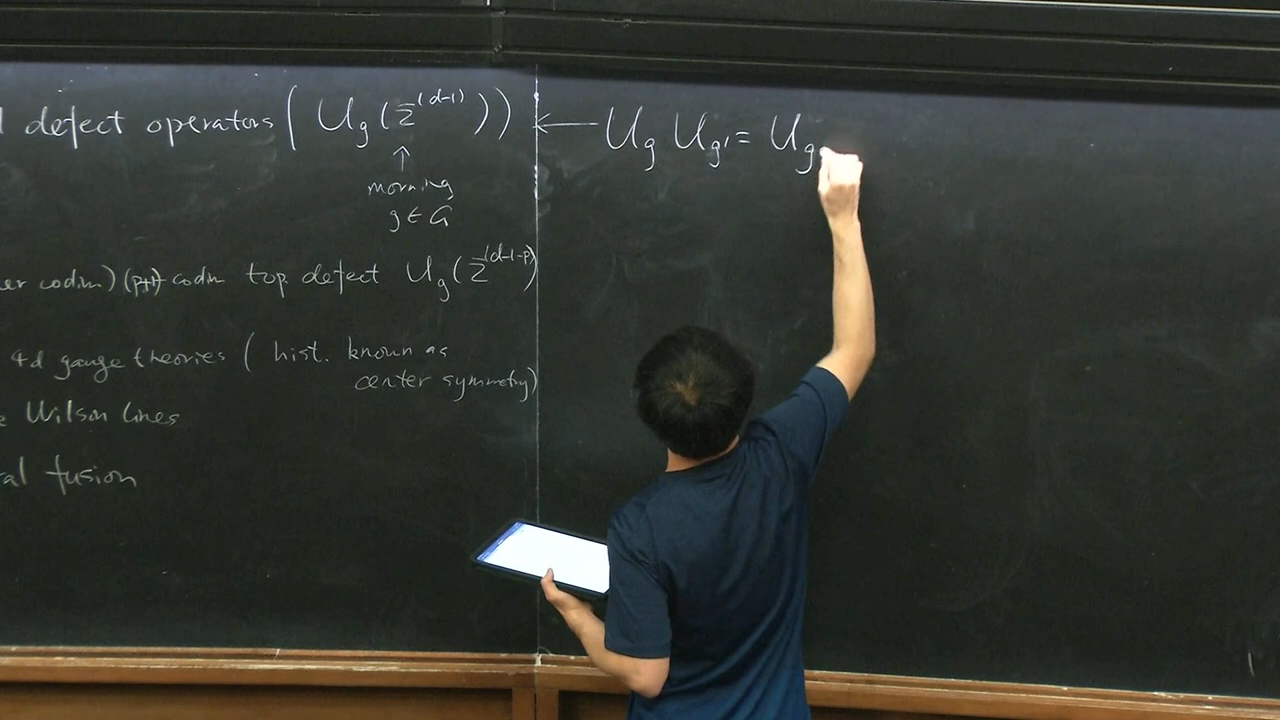 l defect operators ( U_g (Σ^(d-1)) ) ← U_g U_g' = U_g
↑
morning
g ∈ G
er codim) (p+1)-codim top. defect U_g (Σ^(d-1-p))
4d gauge theories ( hist. known as
center symmetry)
e Wilson lines
al fusion